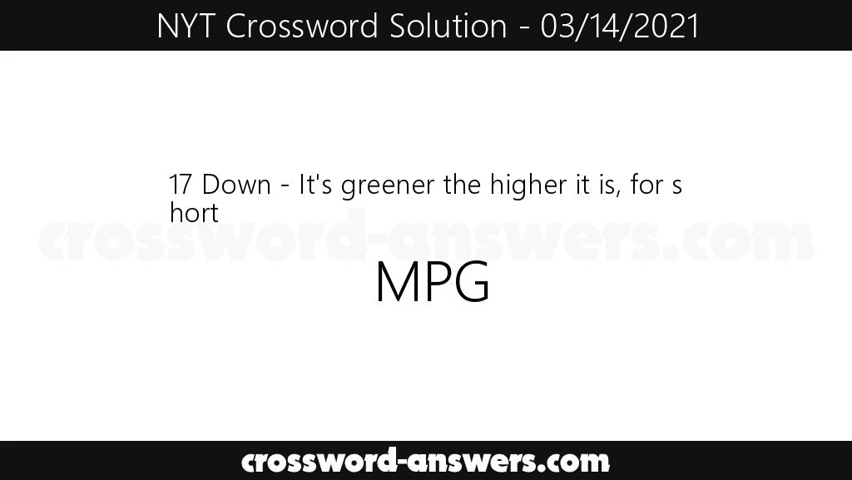 NYT Crossword Solution - 03/14/2021
17 Down - It's greener the higher it is, for s
hort
crossword-answers.com
MPG
crossword-answers.com